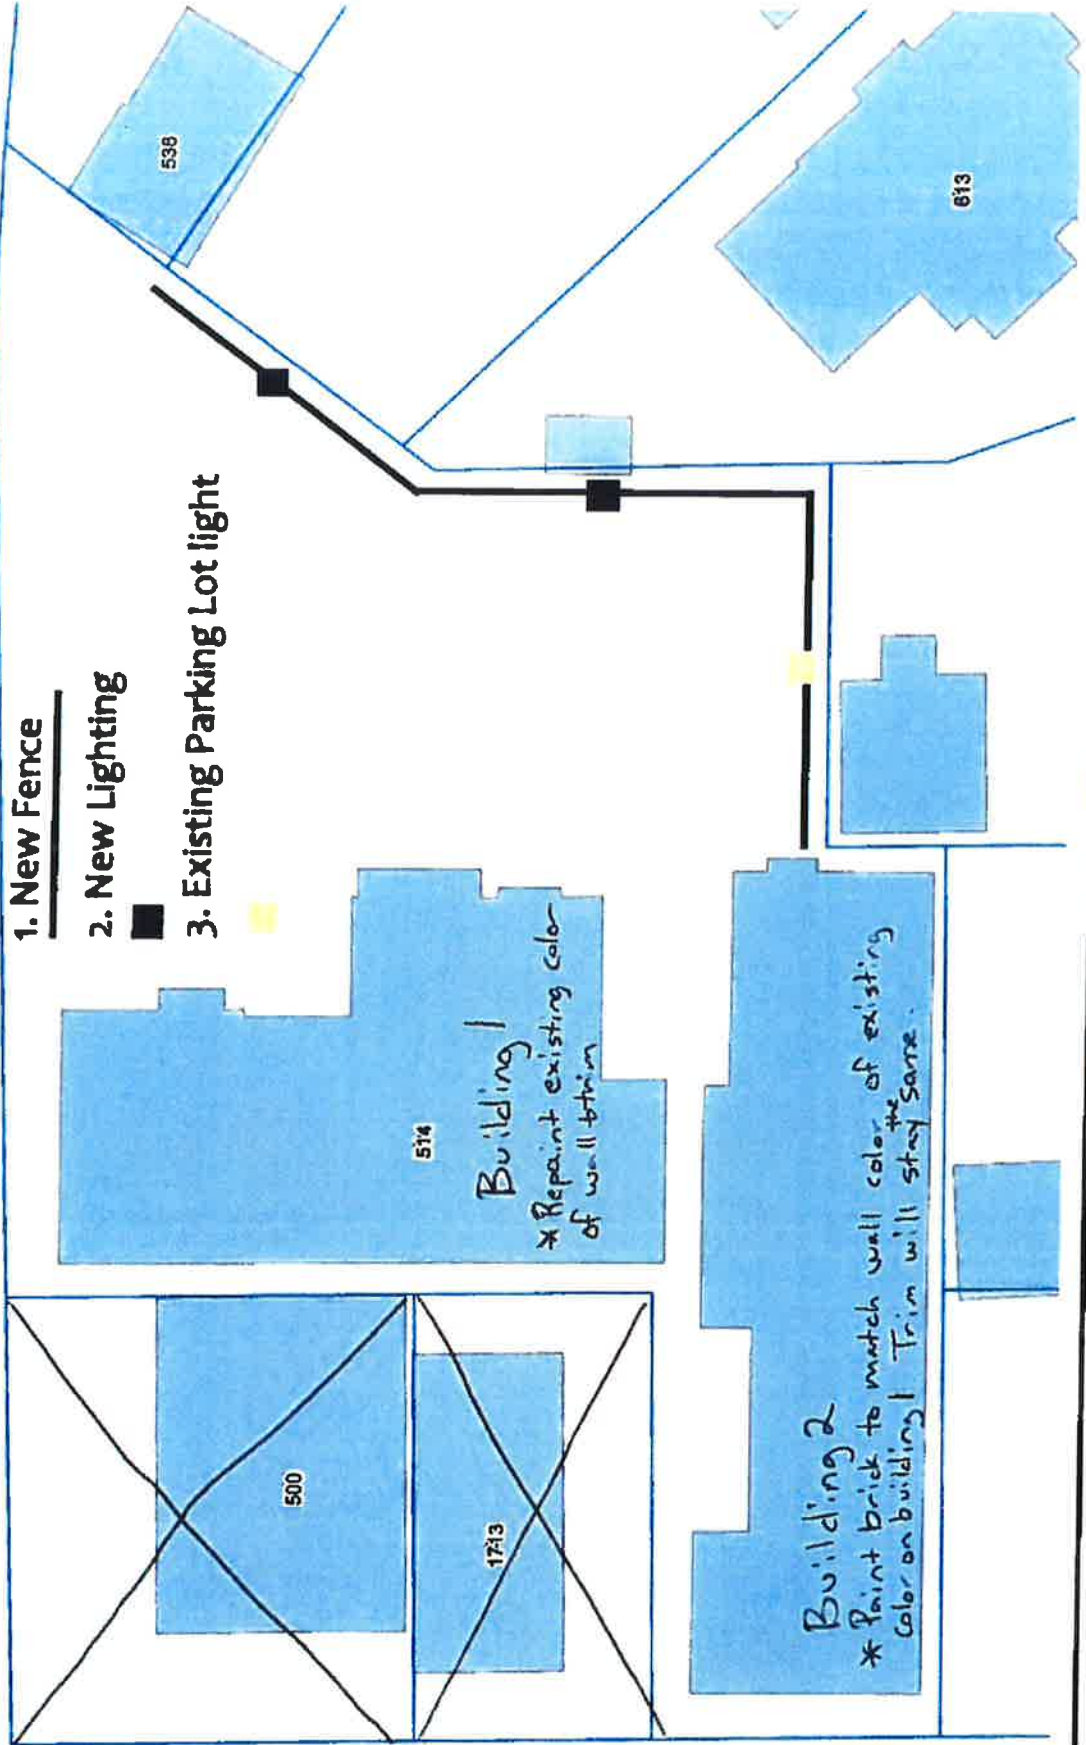 1. New Fence
2. New Lighting
3. Existing Parking Lot light
538
613
514
Building 1
* Repaint existing color
of wall & trim
500
1713
Building 2
* Paint brick to match wall color of existing
color on building 1 Trim will stay the same.